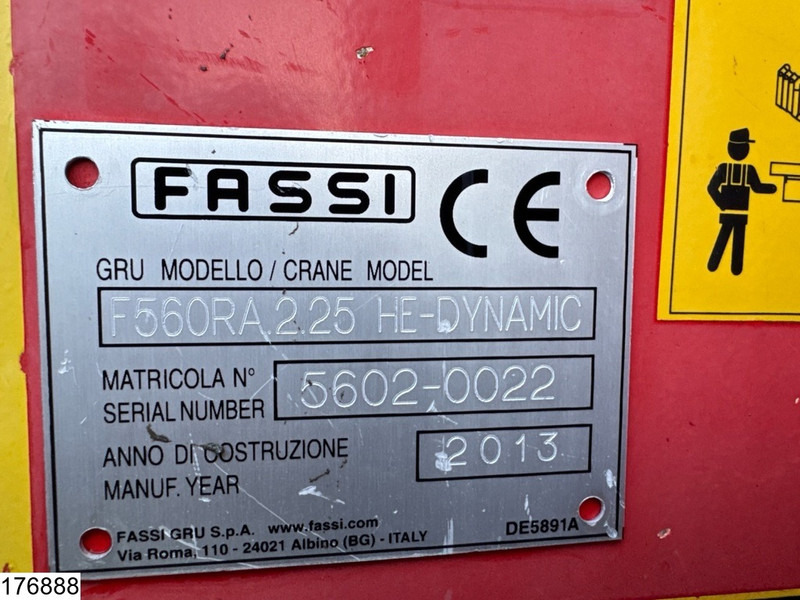 FASSI CE
GRU MODELLO / CRANE MODEL
F560RA.2.25 HE-DYNAMIC
MATRICOLA N°
SERIAL NUMBER
5602-0022
ANNO DI COSTRUZIONE
MANUF. YEAR
2013
FASSI GRU S.p.A. www.fassi.com
Via Roma, 110 - 24021 Albino (BG) - ITALY
DE5891A
176888